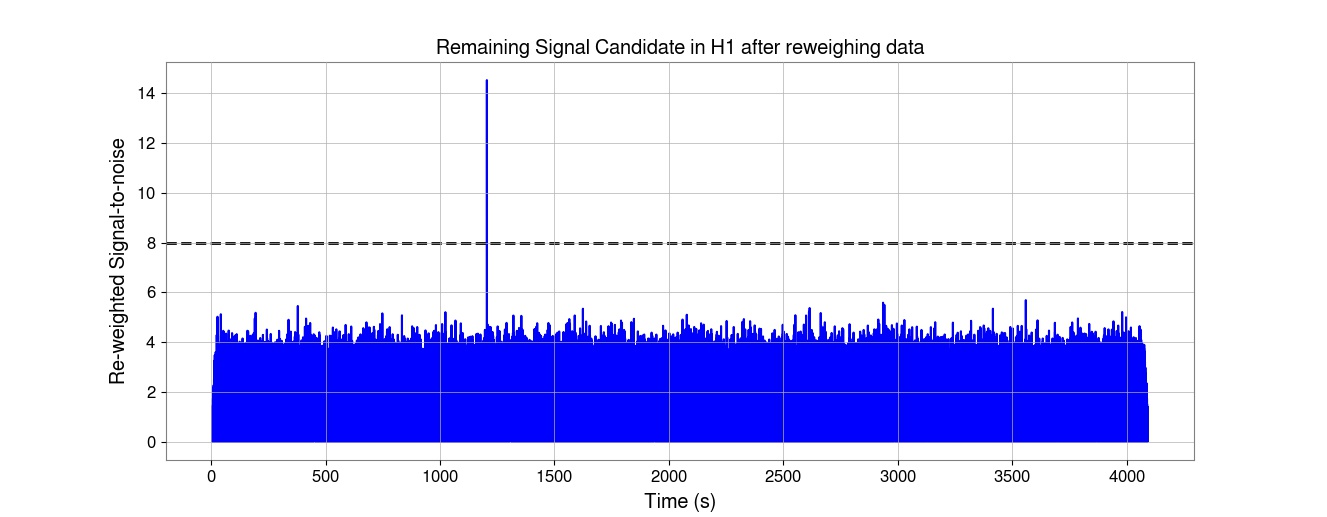 Remaining Signal Candidate in H1 after reweighing data
Re-weighted Signal-to-noise
14
12
10
8
6
4
2
0
0 500 1000 1500 2000 2500 3000 3500 4000
Time (s)